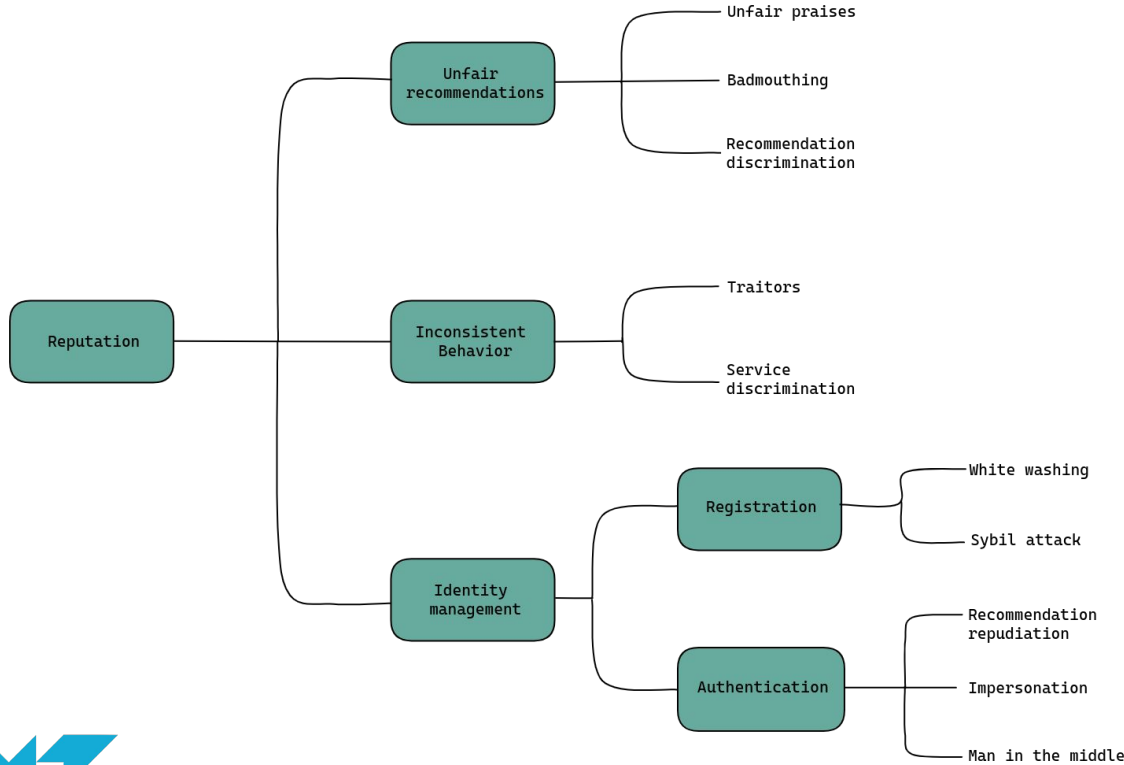 Unfair praises
Unfair
recommendations
Badmouthing
Recommendation
discrimination
Reputation
Inconsistent
Behavior
Traitors
Service
discrimination
Identity
management
Registration
White washing
Sybil attack
Authentication
Recommendation
repudiation
Impersonation
Man in the middle